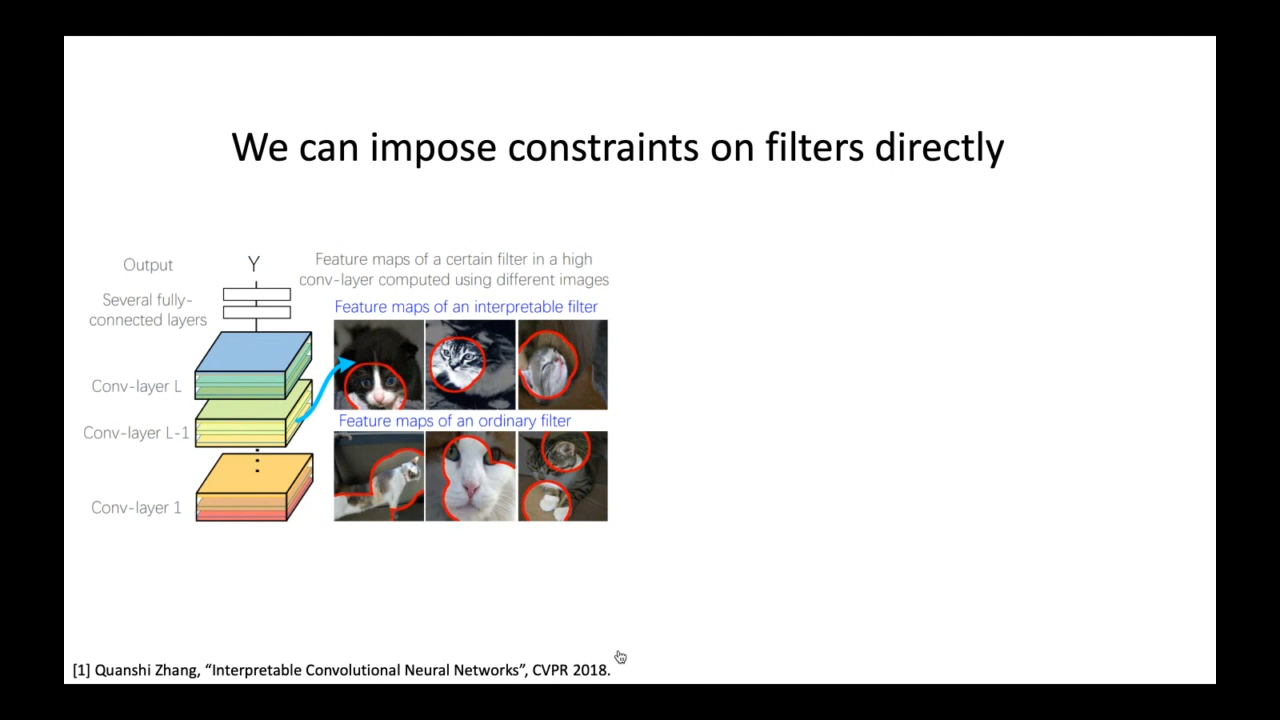 We can impose constraints on filters directly
Output
Y
Several fully-
connected layers
Conv-layer L
Conv-layer L-1
Conv-layer 1
Feature maps of a certain filter in a high
conv-layer computed using different images
Feature maps of an interpretable filter
Feature maps of an ordinary filter
[1] Quanshi Zhang, “Interpretable Convolutional Neural Networks”, CVPR 2018.